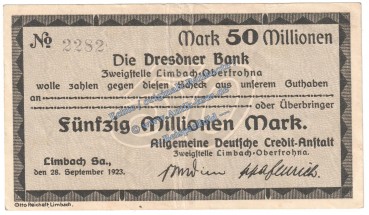 No 2282 Mark 50 Millionen
Die Dresdner Bank
Zweigstelle Limbach-Oberfrohna
wolle zahlen gegen diesen Scheck aus unserem Guthaben
an oder Überbringer
Fünfzig Millionen Mark.
Allgemeine Deutsche Credit-Anstalt
Zweigstelle Limbach-Oberfrohna.
Limbach Sa.,
den 28. September 1923.
Otto Reichelt Limbach.